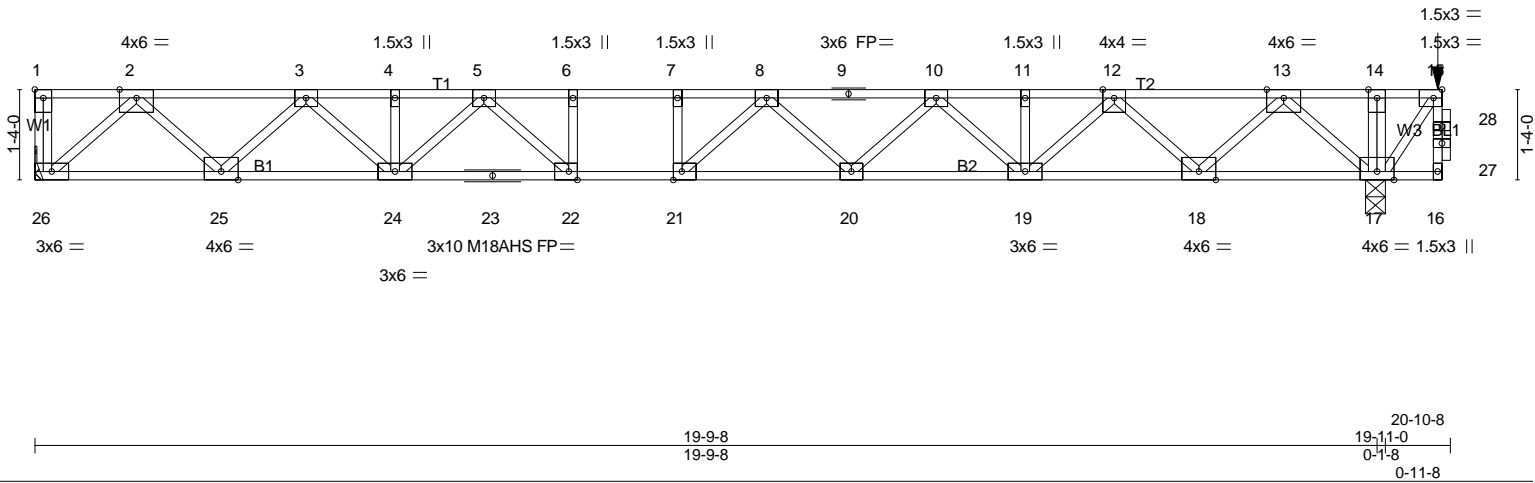 1.5x3 =
4x6 = 1.5x3 || 1.5x3 || 1.5x3 || 3x6 FP= 1.5x3 || 4x4 = 4x6 = 1.5x3 =
1 2 3 4 5 6 7 8 9 10 11 12 13 14 15
T1 T2
1-4-0 W1 W3 BL1 28 1-4-0
B1 B2 27
26 25 24 23 22 21 20 19 18 17 16
3x6 = 4x6 = 3x10 M18AHS FP= 3x6 = 4x6 = 4x6 = 1.5x3 ||
3x6 =
20-10-8
19-9-8 19-11-0
19-9-8 0-1-8
0-11-8